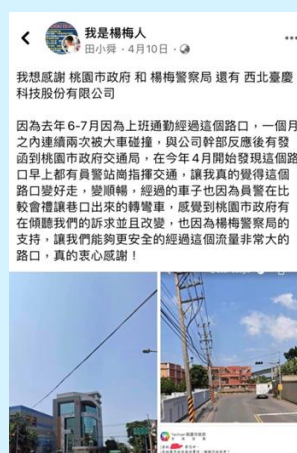 我是楊梅人
田小舜・4月10日・
我想感謝 桃園市政府 和 楊梅警察局 還有 西北臺慶
科技股份有限公司
因為去年6-7月因為上班通勤經過這個路口，一個月
之內連續兩次被大車碰撞，與公司幹部反應後有發
函到桃園市政府交通局，在今年4月開始發現這個路
口早上都有員警站崗指揮交通，讓我真的覺得這個
路口變好走，變順暢，經過的車子也因為員警在比
較會禮讓巷口出來的轉彎車，感覺到桃園市政府有
在傾聽我們的訴求並且改變，也因為楊梅警察局的
支持，讓我們能夠更安全的經過這個流量非常大的
路口，真的衷心感謝！